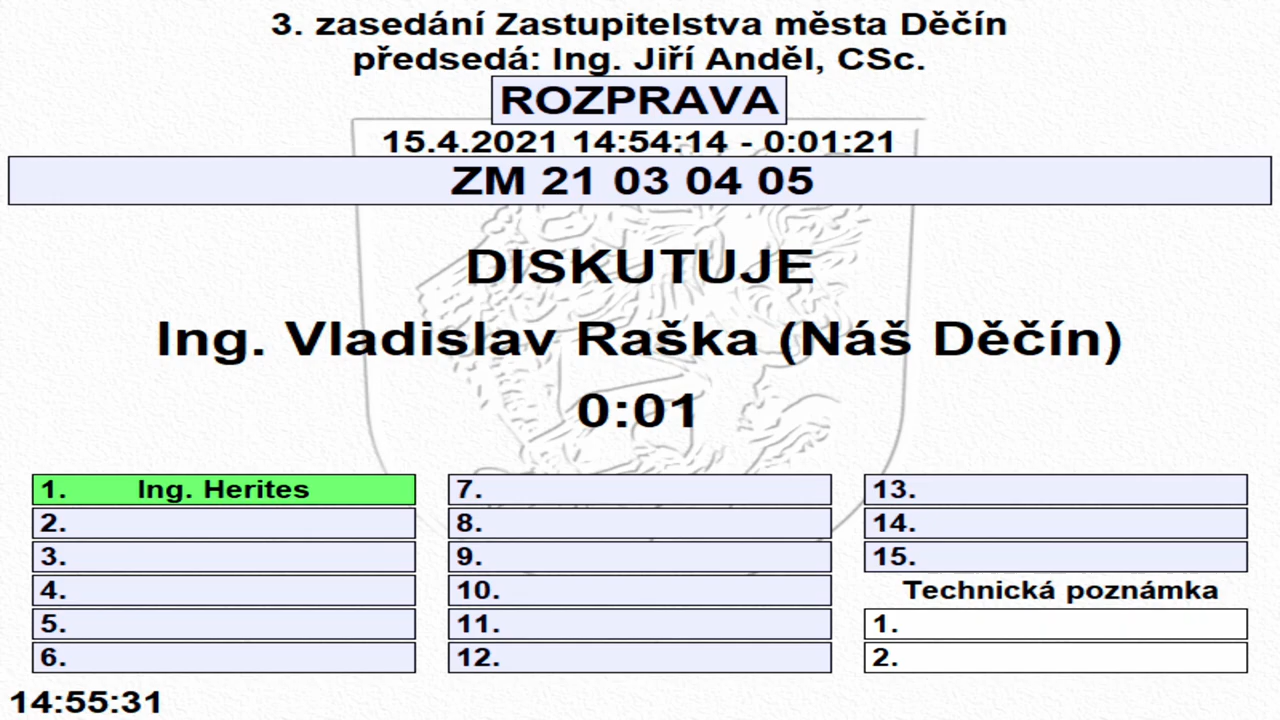 3. zasedání Zastupitelstva města Děčín
předsedá: Ing. Jiří Anděl, CSc.
ROZPRAVA
15.4.2021 14:54:14 - 0:01:21
ZM 21 03 04 05
DISKUTUJE
Ing. Vladislav Raška (Náš Děčín)
0:01
1. Ing. Herites
2.
3.
4.
5.
6.
7.
8.
9.
10.
11.
12.
13.
14.
15.
Technická poznámka
1.
2.
14:55:31